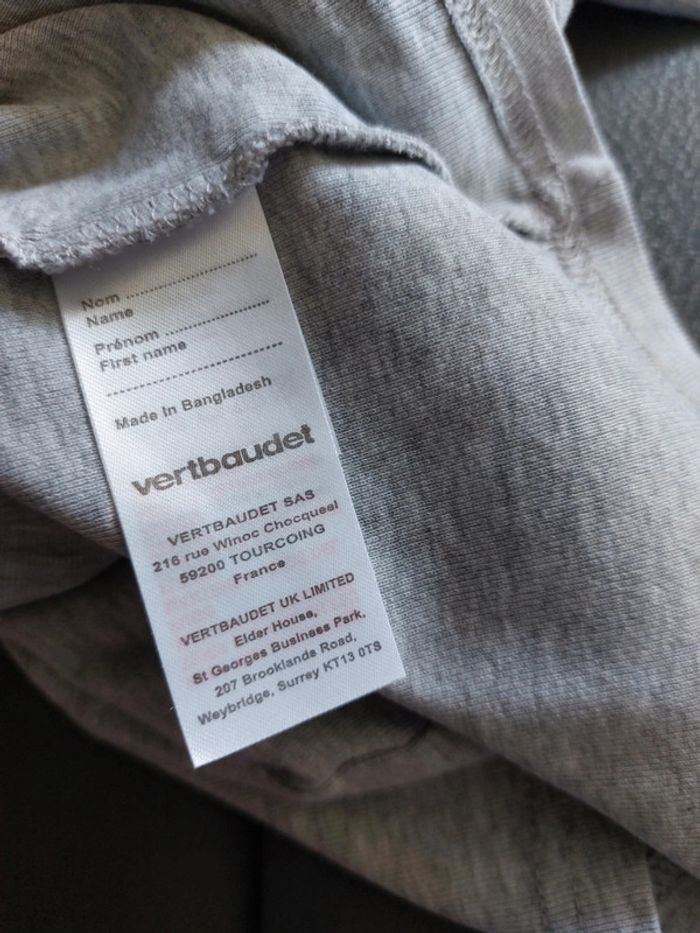 Nom ..............................
Name
Prénom ........................
First name
........................................
Made in Bangladesh
vertbaudet
VERTBAUDET SAS
216 rue Winoc Chocqueel
59200 TOURCOING
France
VERTBAUDET UK LIMITED
Elder House,
St Georges Business Park,
207 Brooklands Road,
Weybridge, Surrey KT13 0TS